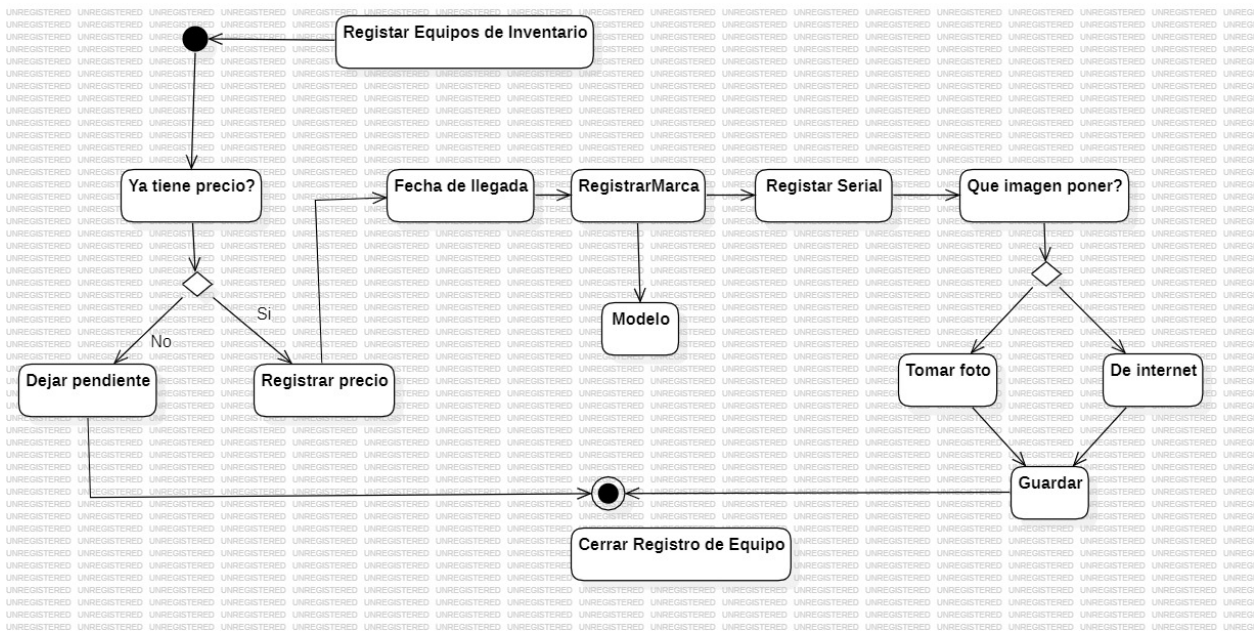 Registar Equipos de Inventario
Ya tiene precio?
Fecha de llegada
RegistrarMarca
Registar Serial
Que imagen poner?
Si
No
Modelo
Dejar pendiente
Registrar precio
Tomar foto
De internet
Guardar
Cerrar Registro de Equipo
UNREGISTERED